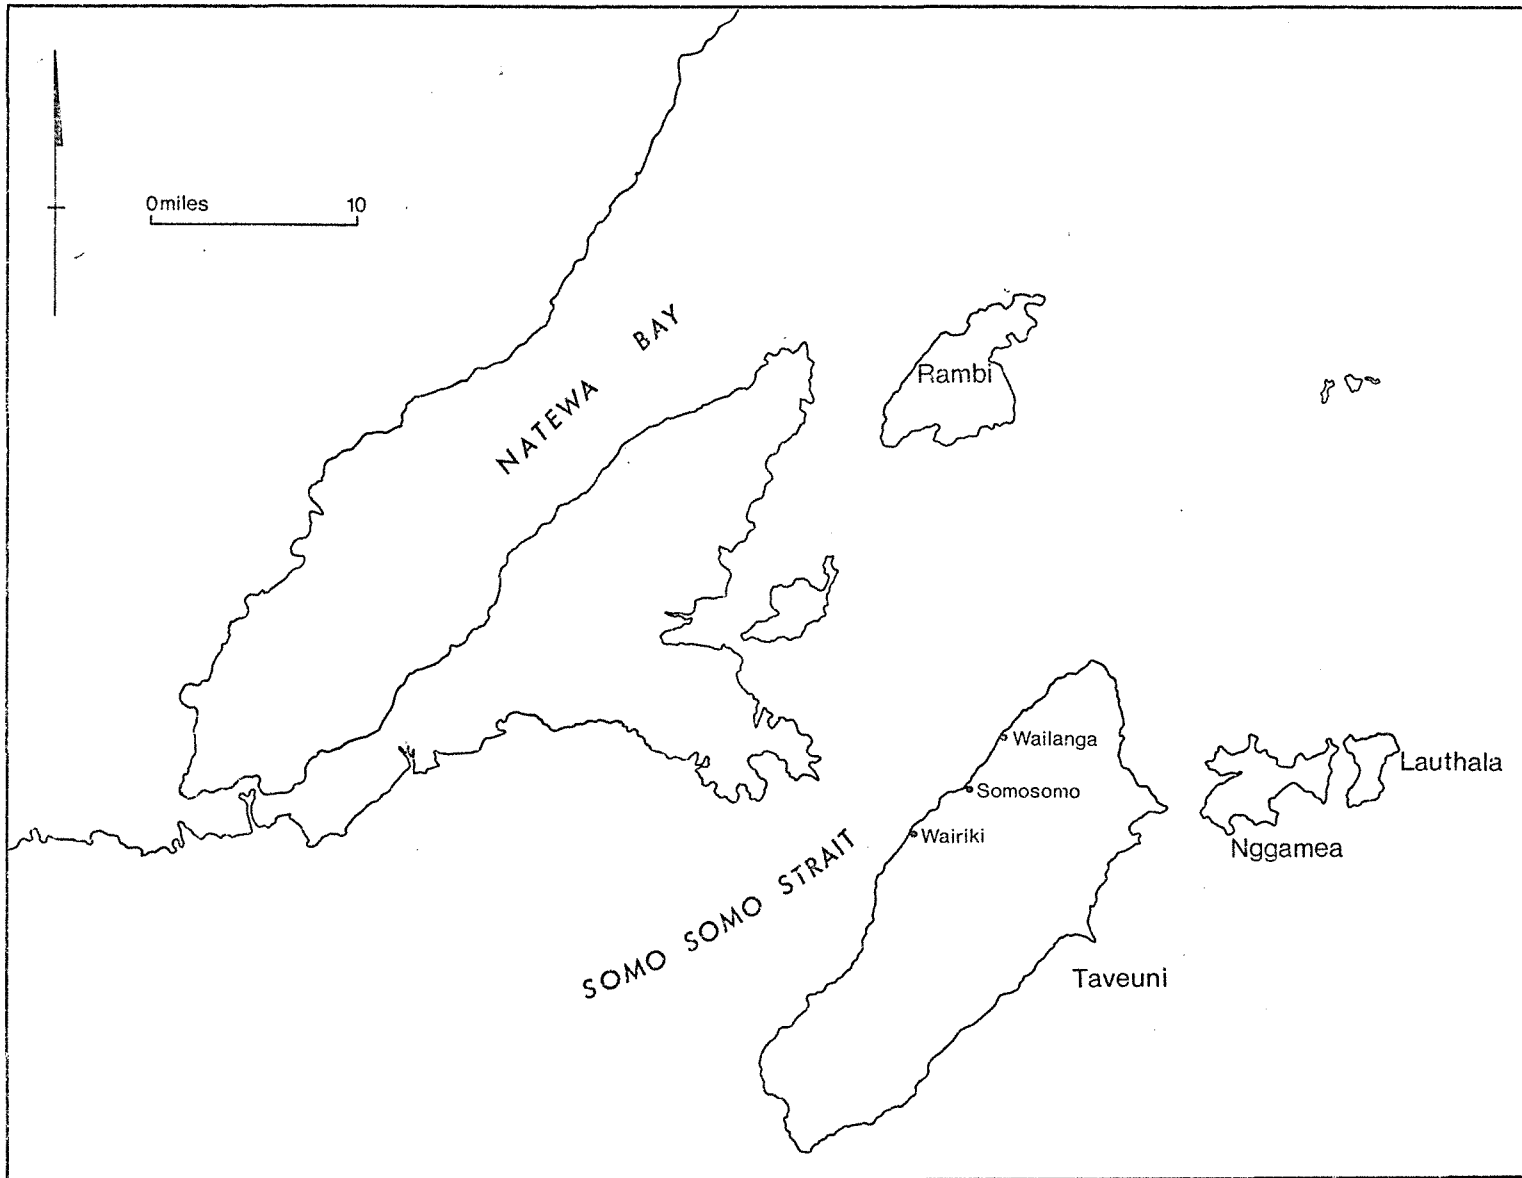 0 miles 10
NATEWA BAY
Rambi
Wailanga
Somosomo
Wairiki
Lauthala
Nggamea
SOMO SOMO STRAIT
Taveuni